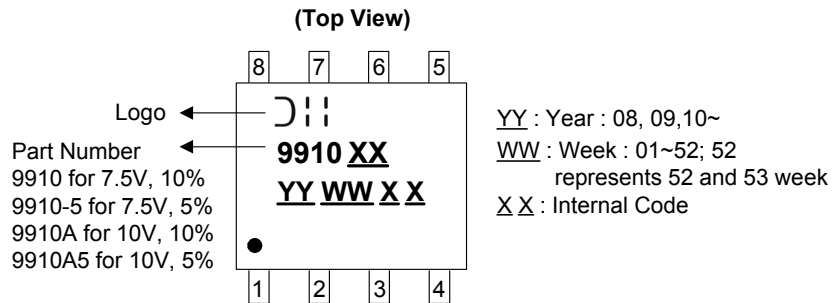 (Top View)
8 7 6 5
Logo
Part Number
9910 for 7.5V, 10%
9910-5 for 7.5V, 5%
9910A for 10V, 10%
9910A5 for 10V, 5%
9910 XX
YY WW X X
1 2 3 4
YY : Year : 08, 09,10~
WW : Week : 01~52; 52
represents 52 and 53 week
X X : Internal Code